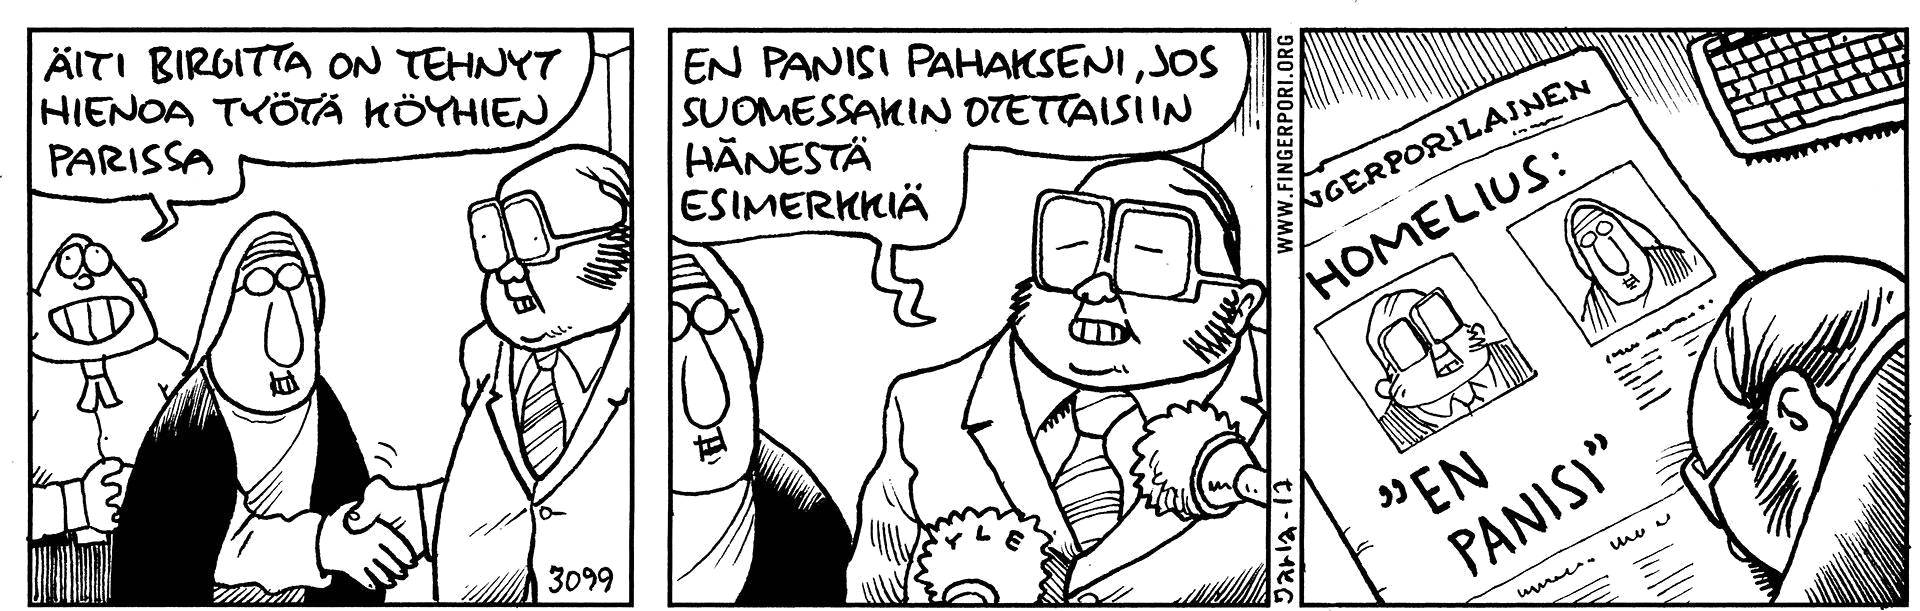 ÄITI BIRGITTA ON TEHNYT
HIENOA TYÖTÄ KÖYHIEN
PARISSA
3099
EN PANISI PAHAKSENI, JOS
SUOMESSAKIN OTETTAISIIN
HÄNESTÄ
ESIMERKKIÄ
YLE
WWW.FINGERPORI.ORG
Jarla-17
NGERPORILAINEN
HOMELIUS:
"EN
PANISI"